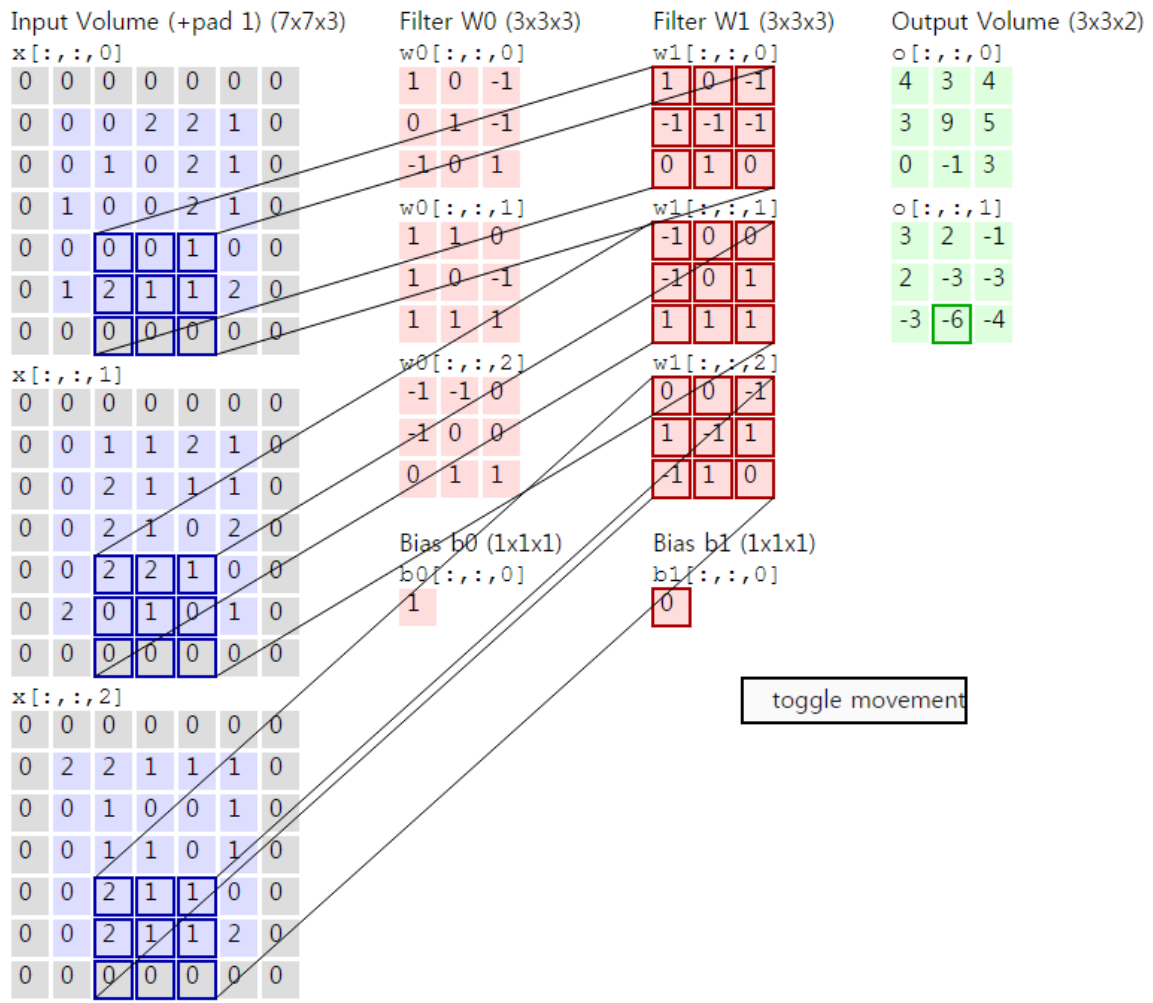 Input Volume (+pad 1) (7x7x3)
x[:,:,0]
0 0 0 0 0 0 0
0 0 0 2 2 1 0
0 0 1 0 2 1 0
0 1 0 0 2 1 0
0 0 0 0 1 0 0
0 1 2 1 1 2 0
0 0 0 0 0 0 0
x[:,:,1]
0 0 0 0 0 0 0
0 0 1 1 2 1 0
0 0 2 1 1 1 0
0 0 2 1 0 2 0
0 0 2 2 1 0 0
0 2 0 1 0 1 0
0 0 0 0 0 0 0
x[:,:,2]
0 0 0 0 0 0 0
0 2 2 1 1 1 0
0 0 1 0 0 1 0
0 0 1 1 0 1 0
0 0 2 1 1 0 0
0 0 2 1 1 2 0
0 0 0 0 0 0 0
Filter W0 (3x3x3)
w0[:,:,0]
1 0 -1
0 1 -1
-1 0 1
w0[:,:,1]
1 1 0
1 0 -1
1 1 1
w0[:,:,2]
-1 -1 0
-1 0 0
0 1 1
Bias b0 (1x1x1)
b0[:,:,0]
1
Filter W1 (3x3x3)
w1[:,:,0]
1 0 -1
-1 -1 -1
0 1 0
w1[:,:,1]
-1 0 0
-1 0 1
1 1 1
w1[:,:,2]
0 0 -1
1 -1 1
-1 1 0
Bias b1 (1x1x1)
b1[:,:,0]
0
Output Volume (3x3x2)
o[:,:,0]
4 3 4
3 9 5
0 -1 3
o[:,:,1]
3 2 -1
2 -3 -3
-3 -6 -4
toggle movement